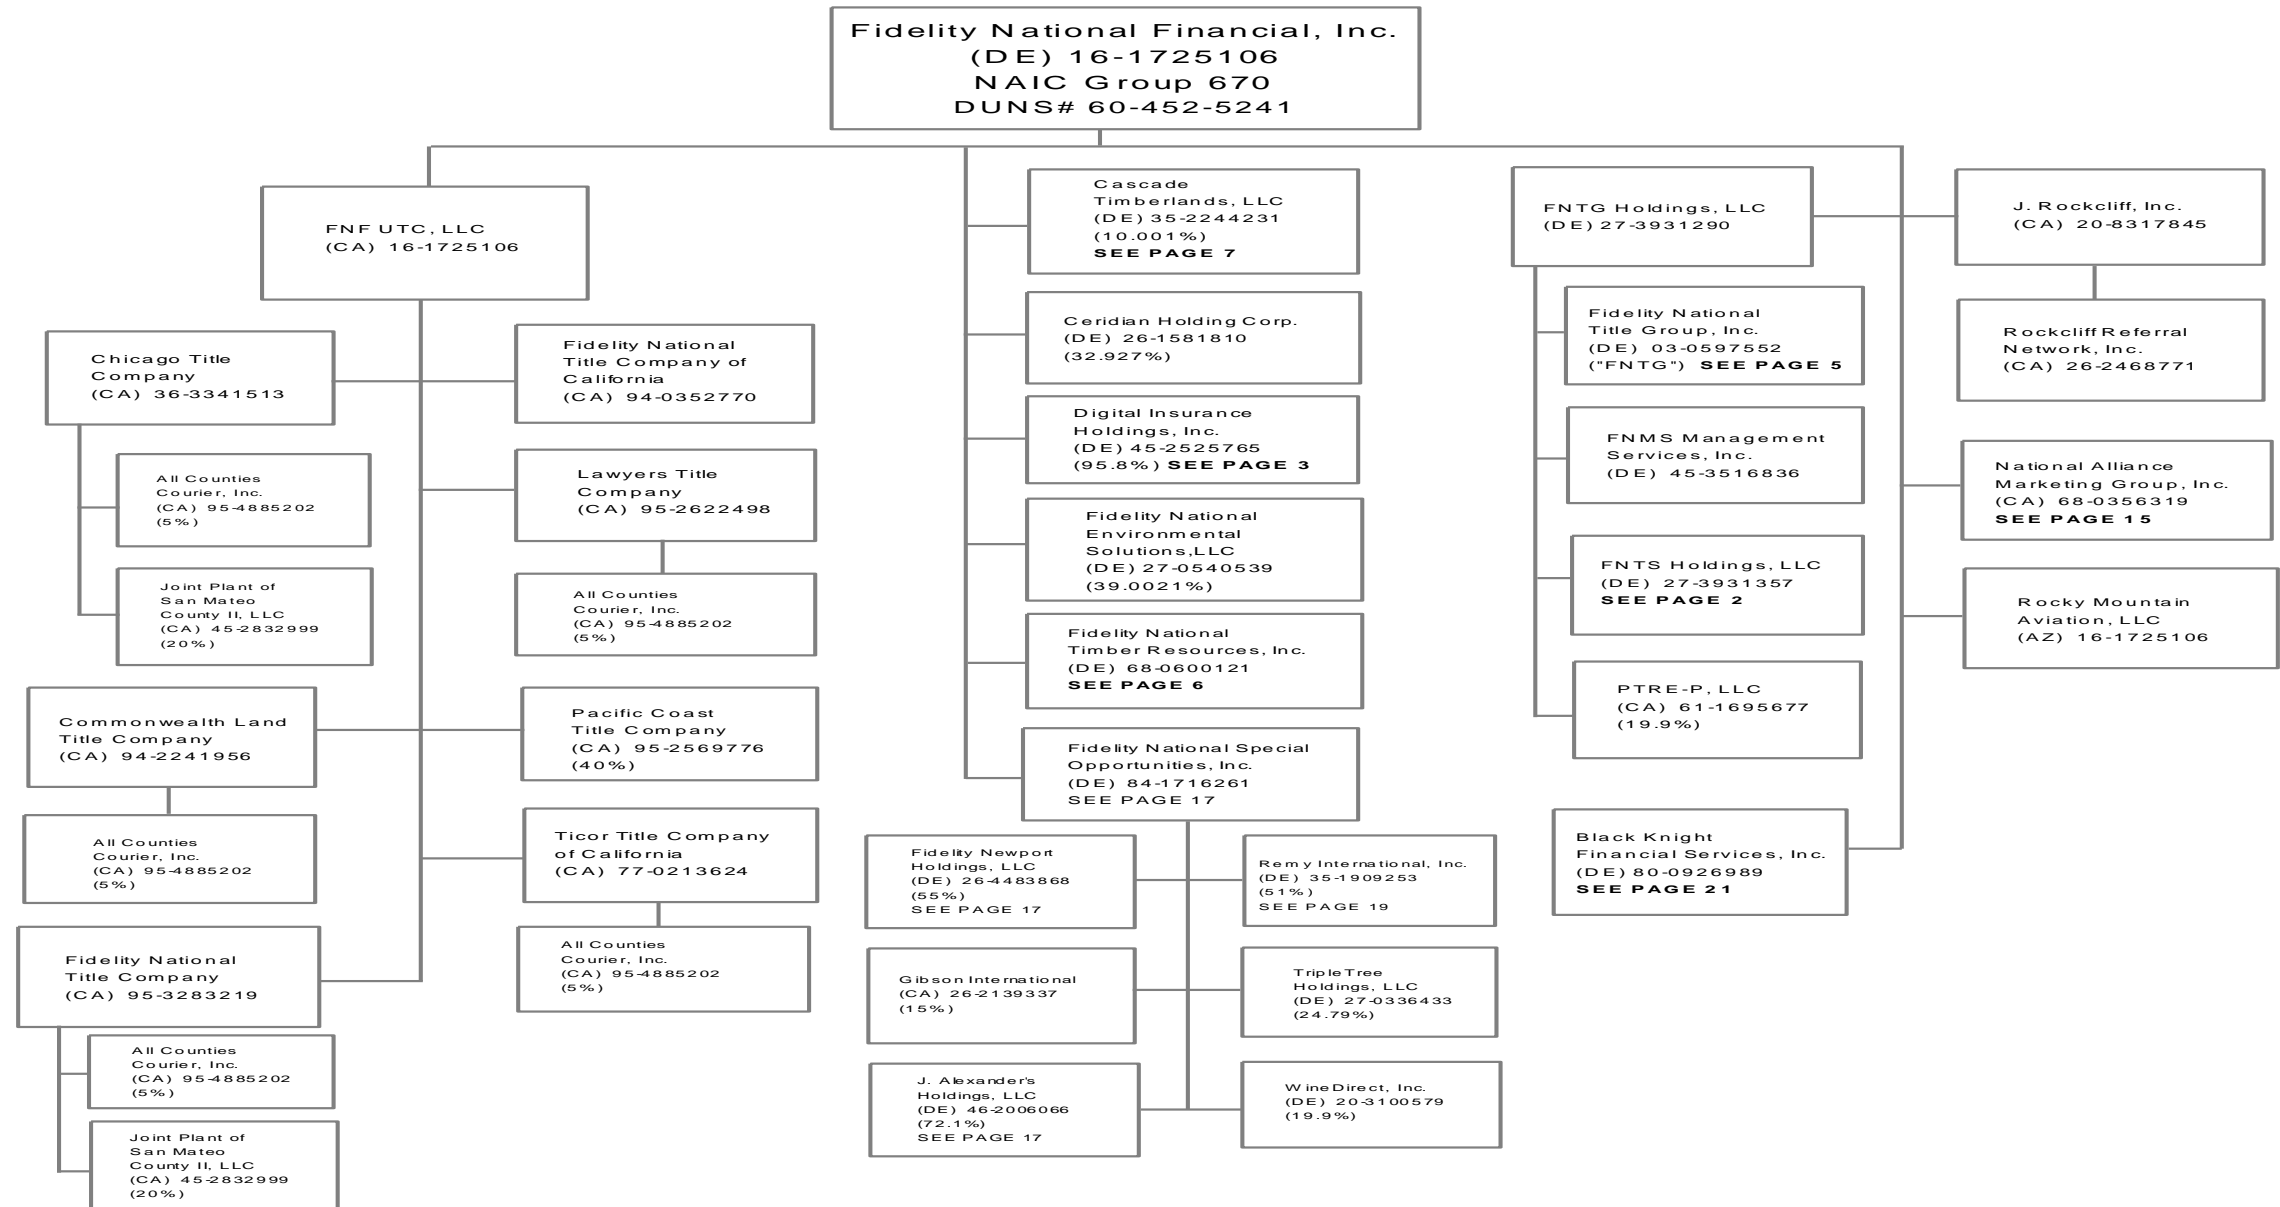 Fidelity National Financial, Inc.
(DE) 16-1725106
NAIC Group 670
DUNS# 60-452-5241
FNF UTC, LLC
(CA) 16-1725106
Chicago Title
Company
(CA) 36-3341513
All Counties
Courier, Inc.
(CA) 95-4885202
(5%)
Joint Plant of
San Mateo
County II, LLC
(CA) 45-2832999
(20%)
Commonwealth Land
Title Company
(CA) 94-2241956
All Counties
Courier, Inc.
(CA) 95-4885202
(5%)
Fidelity National
Title Company
(CA) 95-3283219
All Counties
Courier, Inc.
(CA) 95-4885202
(5%)
Joint Plant of
San Mateo
County II, LLC
(CA) 45-2832999
(20%)
Fidelity National
Title Company of
California
(CA) 94-0352770
Lawyers Title
Company
(CA) 95-2622498
All Counties
Courier, Inc.
(CA) 95-4885202
(5%)
Pacific Coast
Title Company
(CA) 95-2569776
(40%)
Ticor Title Company
of California
(CA) 77-0213624
All Counties
Courier, Inc.
(CA) 95-4885202
(5%)
Cascade
Timberlands, LLC
(DE) 35-2244231
(10.001%)
SEE PAGE 7
Ceridian Holding Corp.
(DE) 26-1581810
(32.927%)
Digital Insurance
Holdings, Inc.
(DE) 45-2525765
(95.8%) SEE PAGE 3
Fidelity National
Environmental
Solutions,LLC
(DE) 27-0540539
(39.0021%)
Fidelity National
Timber Resources, Inc.
(DE) 68-0600121
SEE PAGE 6
Fidelity National Special
Opportunities, Inc.
(DE) 84-1716261
SEE PAGE 17
Fidelity Newport
Holdings, LLC
(DE) 26-4483868
(55%)
SEE PAGE 17
Gibson International
(CA) 26-2139337
(15%)
J. Alexander's
Holdings, LLC
(DE) 46-2006066
(72.1%)
SEE PAGE 17
Remy International, Inc.
(DE) 35-1909253
(51%)
SEE PAGE 19
TripleTree
Holdings, LLC
(DE) 27-0336433
(24.79%)
WineDirect, Inc.
(DE) 20-3100579
(19.9%)
FNTG Holdings, LLC
(DE) 27-3931290
Fidelity National
Title Group, Inc.
(DE) 03-0597552
("FNTG") SEE PAGE 5
FNMS Management
Services, Inc.
(DE) 45-3516836
FNTS Holdings, LLC
(DE) 27-3931357
SEE PAGE 2
PTRE-P, LLC
(CA) 61-1695677
(19.9%)
Black Knight
Financial Services, Inc.
(DE) 80-0926989
SEE PAGE 21
J. Rockcliff, Inc.
(CA) 20-8317845
Rockcliff Referral
Network, Inc.
(CA) 26-2468771
National Alliance
Marketing Group, Inc.
(CA) 68-0356319
SEE PAGE 15
Rocky Mountain
Aviation, LLC
(AZ) 16-1725106